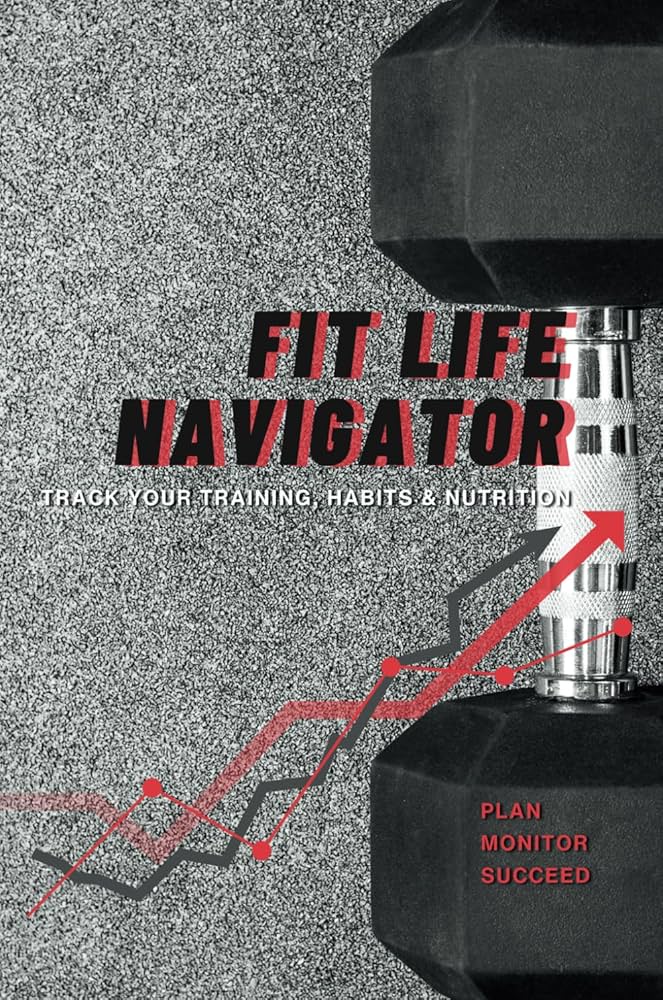 FIT LIFE
NAVIGATOR
TRACK YOUR TRAINING, HABITS & NUTRITION
PLAN
MONITOR
SUCCEED